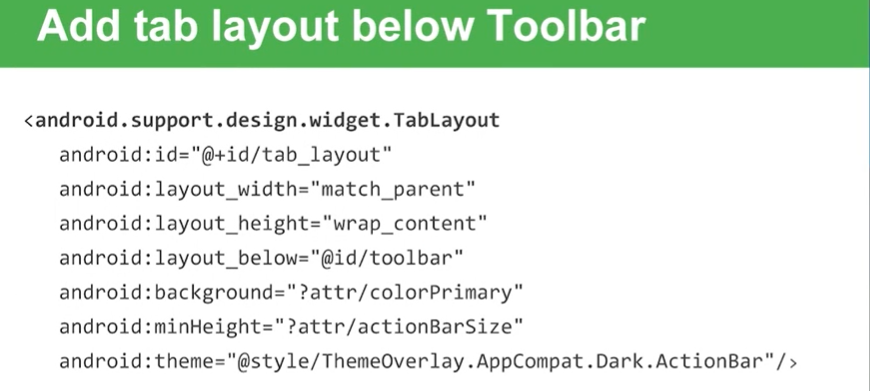 Add tab layout below Toolbar
<android.support.design.widget.TabLayout
android:id="@+id/tab_layout"
android:layout_width="match_parent"
android:layout_height="wrap_content"
android:layout_below="@id/toolbar"
android:background="?attr/colorPrimary"
android:minHeight="?attr/actionBarSize"
android:theme="@style/ThemeOverlay.AppCompat.Dark.ActionBar"/>